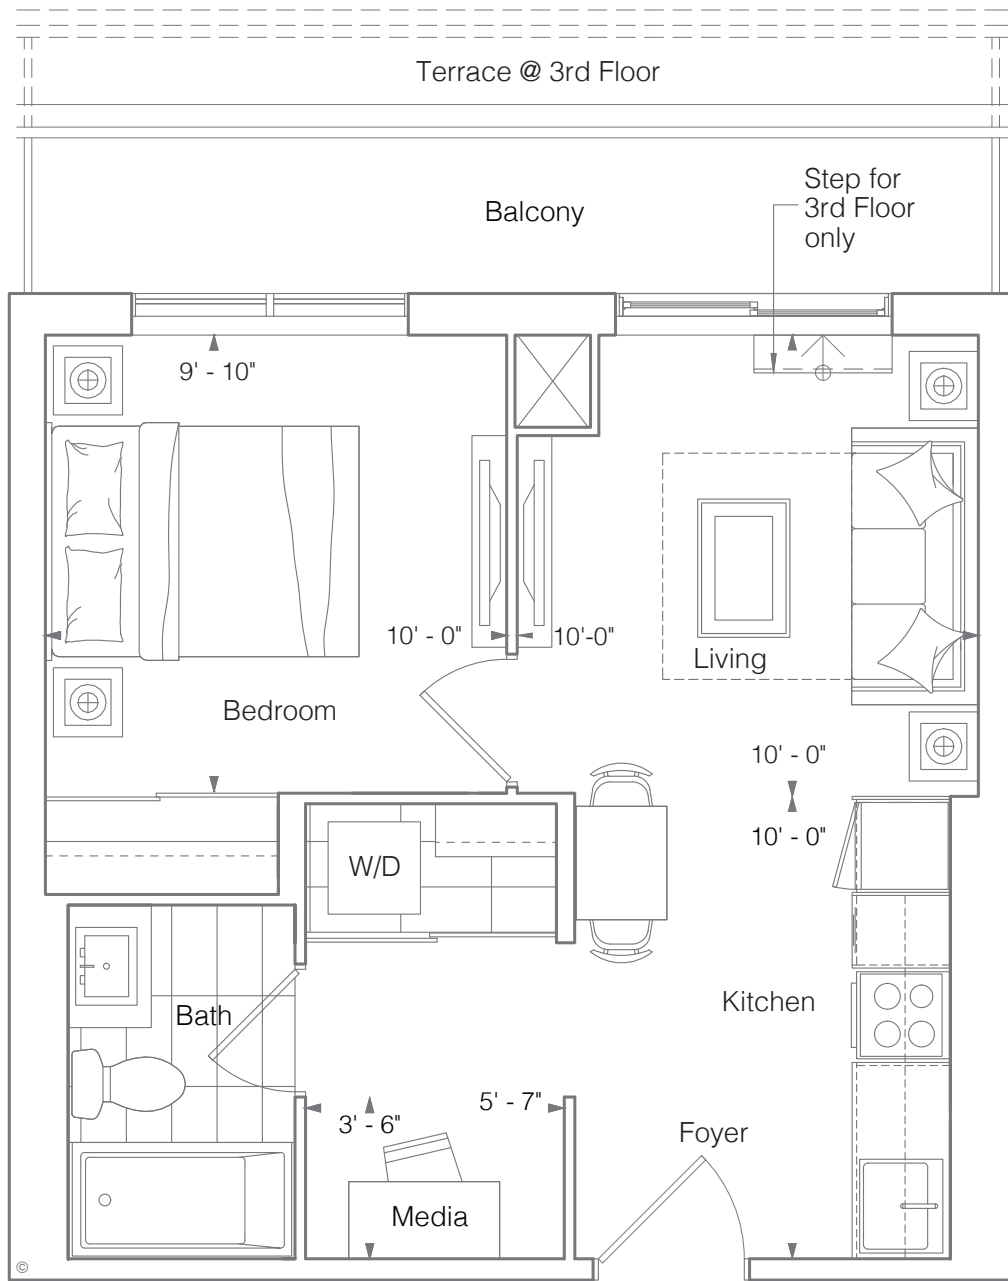 Terrace @ 3rd Floor
Step for
3rd Floor
only
Balcony
9' - 10"
10' - 0"
10'-0"
Living
Bedroom
10' - 0"
10' - 0"
W/D
Kitchen
Bath
5' - 7"
3' - 6"
Foyer
Media
©